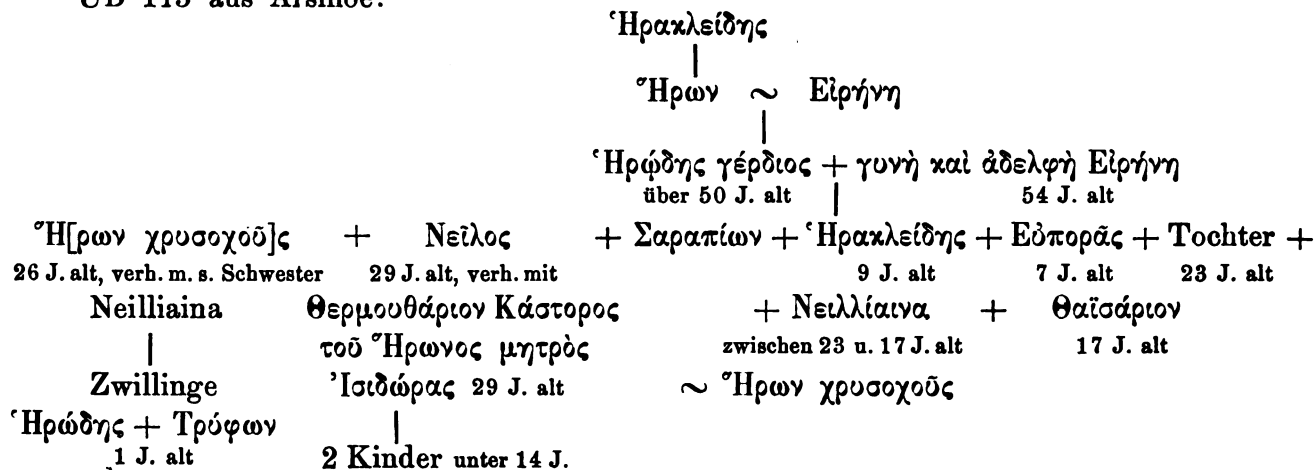 UB 115 aus Arsinoe:
Ἡρακλείδης
|
Ἥρων ~ Εἰρήνη
|
Ἡρῴδης γέρδιος + γυνὴ καὶ ἀδελφὴ Εἰρήνη
über 50 J. alt 54 J. alt
Ἥ[ρων χρυσοχοῦ]ς + Νεῖλος + Σαραπίων + Ἡρακλείδης + Εὐπορᾶς + Tochter +
26 J. alt, verh. m. s. Schwester 29 J. alt, verh. mit 9 J. alt 7 J. alt 23 J. alt
Neilliaina Θερμουθάριον Κάστορος + Νειλλίαινα + Θαϊσάριον
| τοῦ Ἥρωνος μητρὸς zwischen 23 u. 17 J. alt 17 J. alt
Zwillinge Ἰσιδώρας 29 J. alt ~ Ἥρων χρυσοχοῦς
Ἡρώδης + Τρύφων |
1 J. alt 2 Kinder unter 14 J.